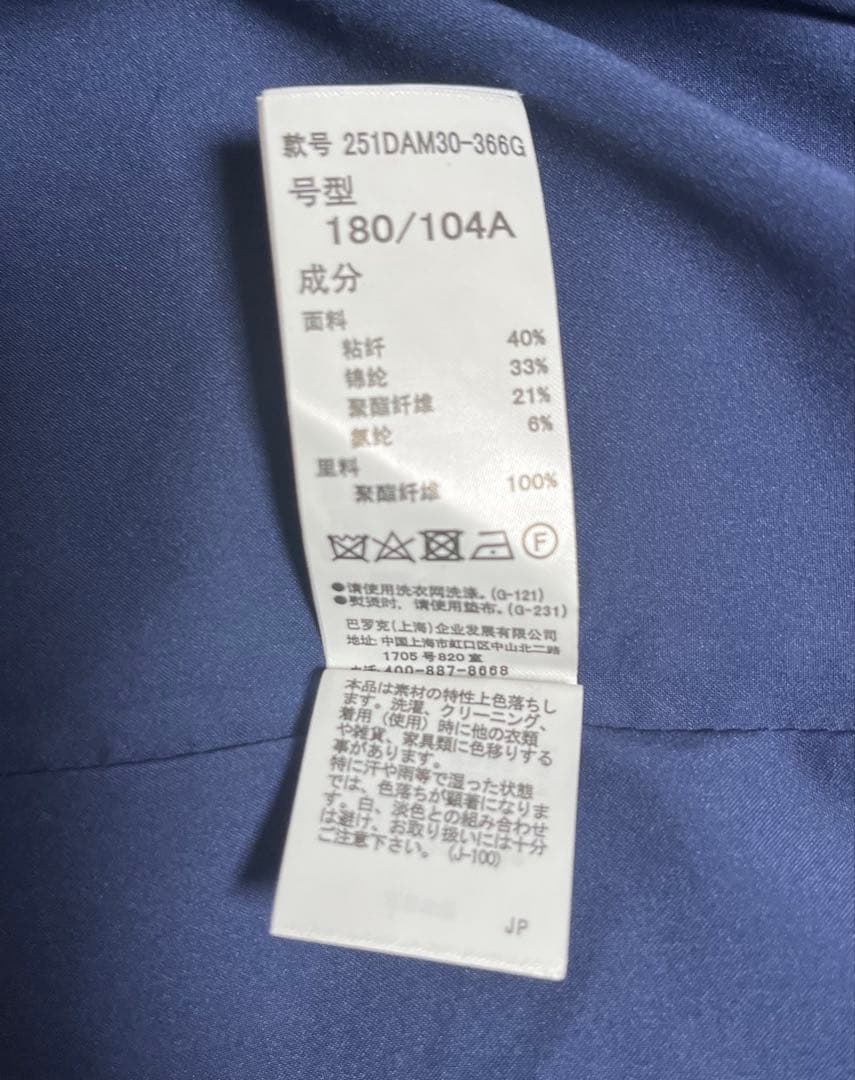 款号 251DAM30-366G
号型
180/104A
成分
面料
粘纤 40%
锦纶 33%
聚酯纤维 21%
氨纶 6%
里料
聚酯纤维 100%
F
●请使用洗衣网洗涤。(G-121)
●熨烫时，请使用垫布。(G-231)
巴罗克(上海)企业发展有限公司
地址: 中国上海市虹口区中山北二路
1705 号820 室
电话 400-887-8668
本品は素材の特性上色落ちし
ます。洗濯、クリーニング、
着用（使用）時に他の衣類
や雑貨、家具類に色移りする
事があります。
特に汗や雨等で湿った状態
では、色落ちが顕著になりま
す。白、淡色との組み合わせ
は避け、お取り扱いには十分
ご注意下さい。（J-100）
JP